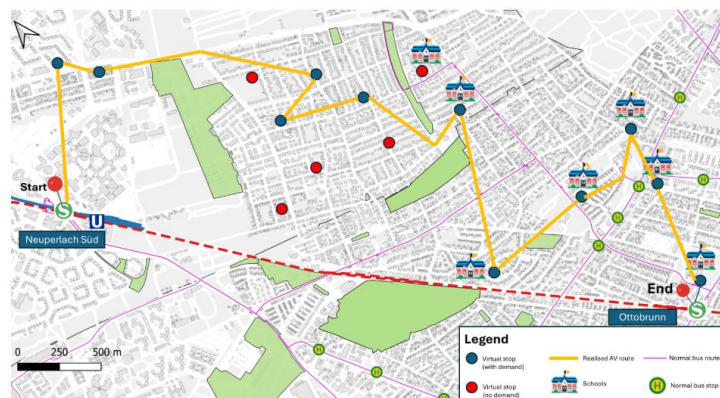 Start
S
U
Neuperlach Süd
H
H
H
H
H
End
S
Ottobrunn
H
H
0 250 500 m
Legend
Virtual stop
(with demand)
Realised AV route
Normal bus route
Virtual stop
(no demand)
Schools
H
Normal bus stop